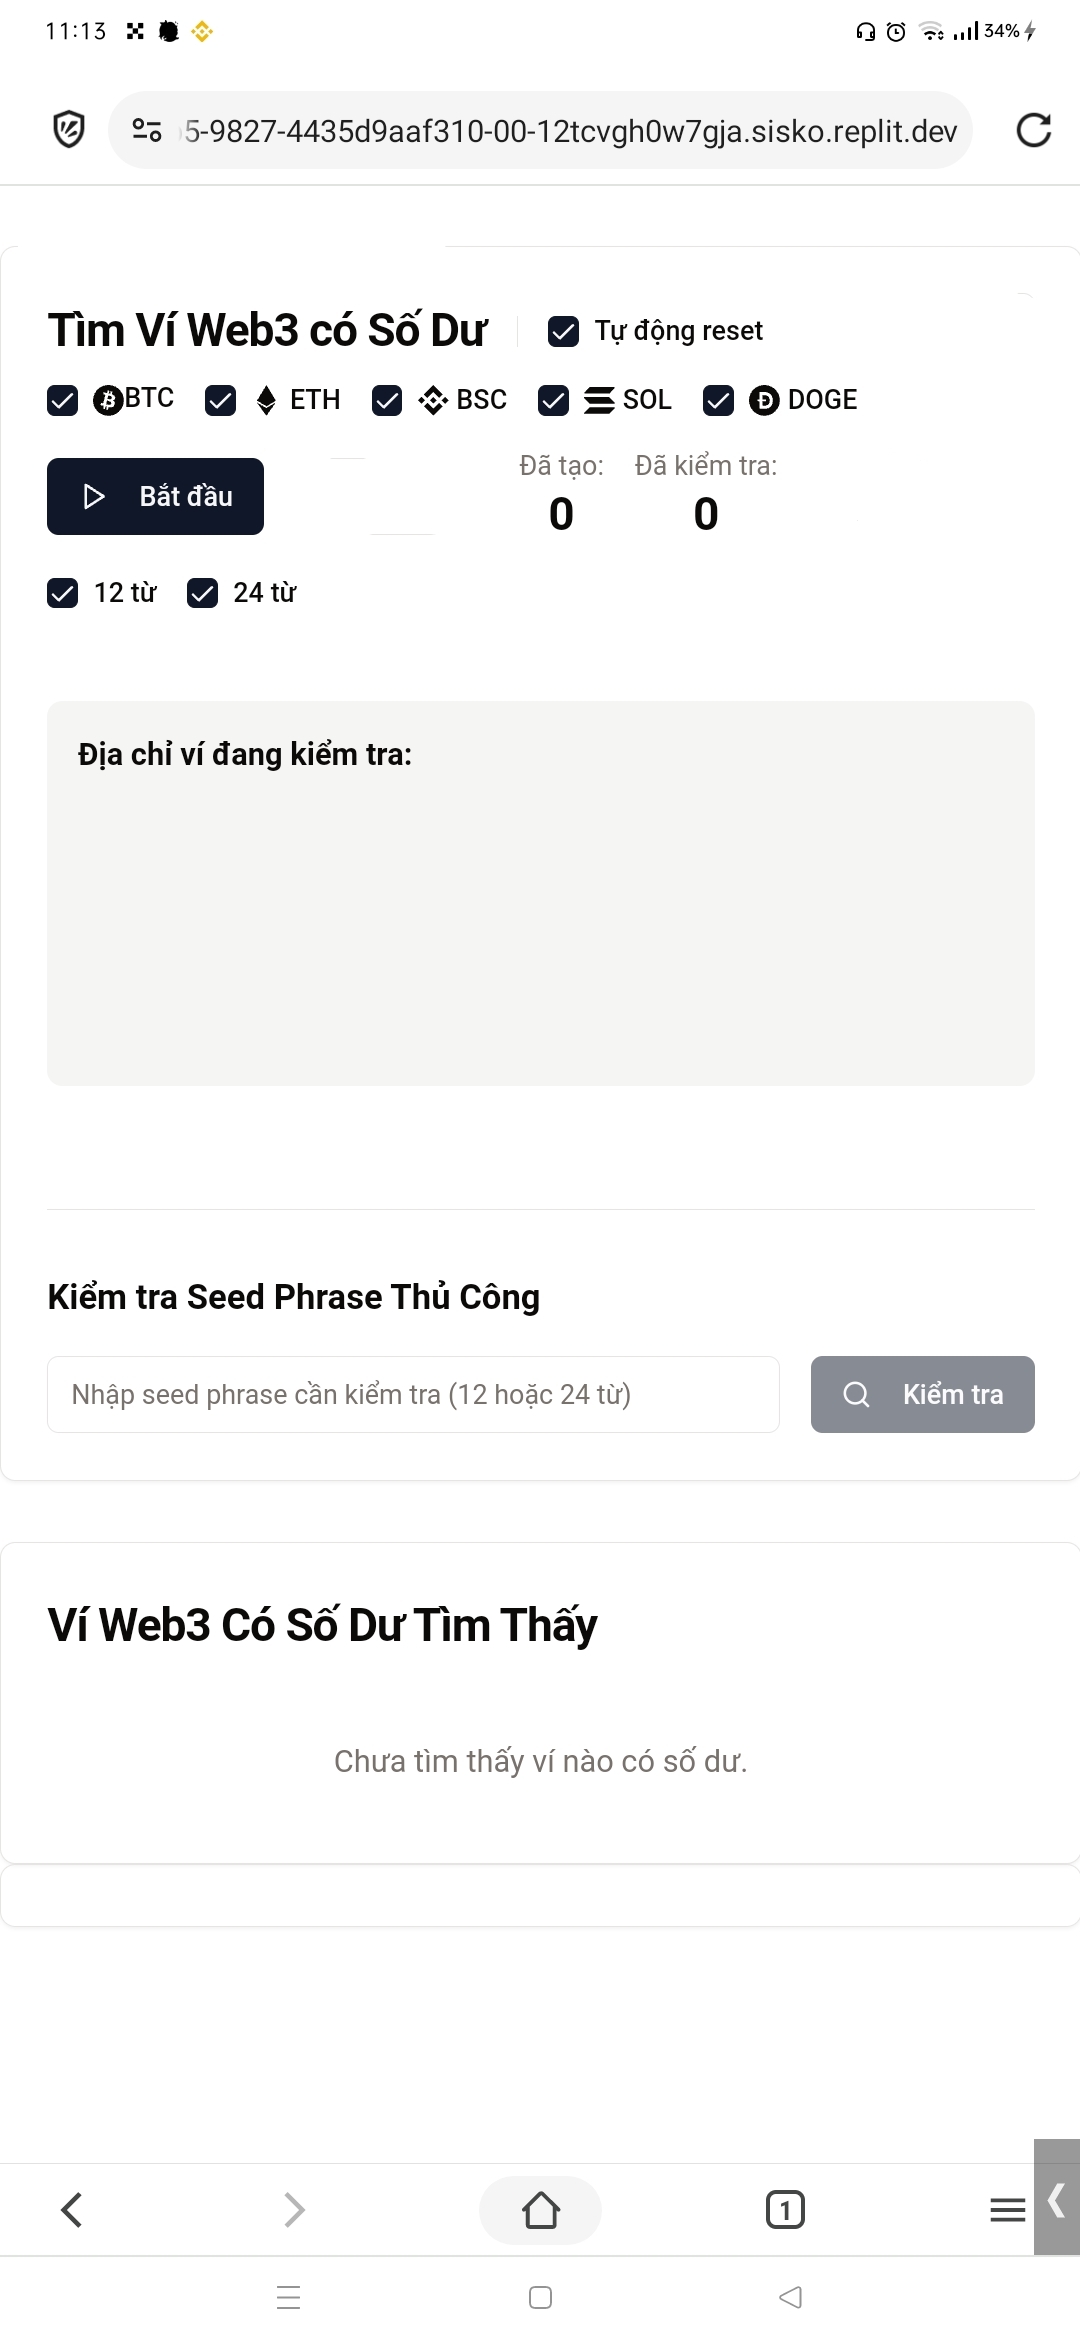 11:13
34%
5-9827-4435d9aaf310-00-12tcvgh0w7gja.sisko.replit.dev
Tìm Ví Web3 có Số Dư
Tự động reset
BTC ETH BSC SOL DOGE
Bắt đầu
Đã tạo: Đã kiểm tra:
0 0
12 từ 24 từ
Địa chỉ ví đang kiểm tra:
Kiểm tra Seed Phrase Thủ Công
Nhập seed phrase cần kiểm tra (12 hoặc 24 từ)
Kiểm tra
Ví Web3 Có Số Dư Tìm Thấy
Chưa tìm thấy ví nào có số dư.
1